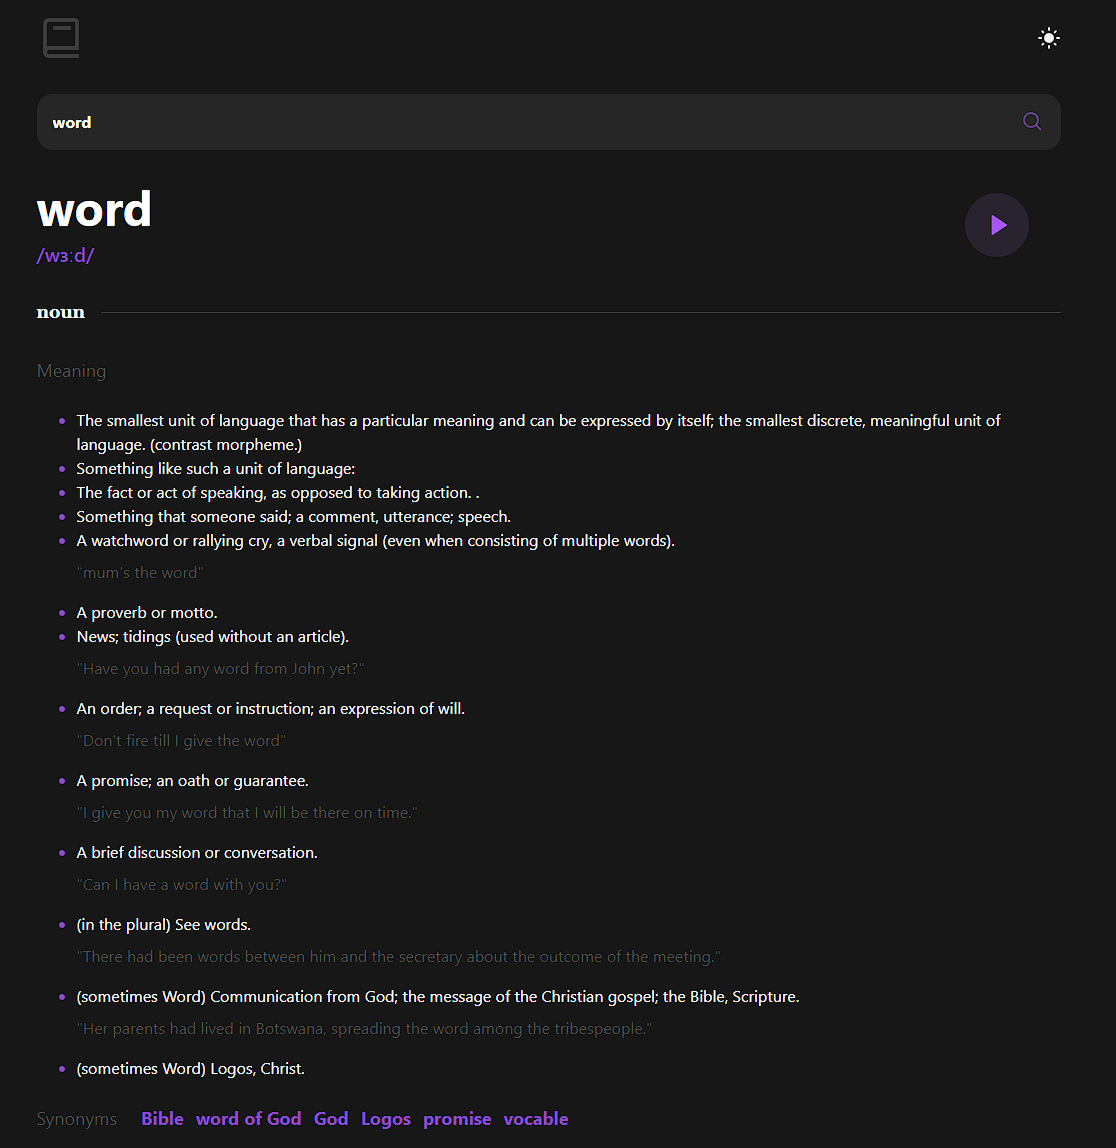 word
word
/wɜːd/
noun
Meaning
The smallest unit of language that has a particular meaning and can be expressed by itself; the smallest discrete, meaningful unit of
language. (contrast morpheme.)
Something like such a unit of language:
The fact or act of speaking, as opposed to taking action. .
Something that someone said; a comment, utterance; speech.
A watchword or rallying cry, a verbal signal (even when consisting of multiple words).
"mum's the word"
A proverb or motto.
News; tidings (used without an article).
"Have you had any word from John yet?"
An order; a request or instruction; an expression of will.
"Don't fire till I give the word"
A promise; an oath or guarantee.
"I give you my word that I will be there on time."
A brief discussion or conversation.
"Can I have a word with you?"
(in the plural) See words.
"There had been words between him and the secretary about the outcome of the meeting."
(sometimes Word) Communication from God; the message of the Christian gospel; the Bible, Scripture.
"Her parents had lived in Botswana, spreading the word among the tribespeople."
(sometimes Word) Logos, Christ.
Synonyms Bible word of God God Logos promise vocable